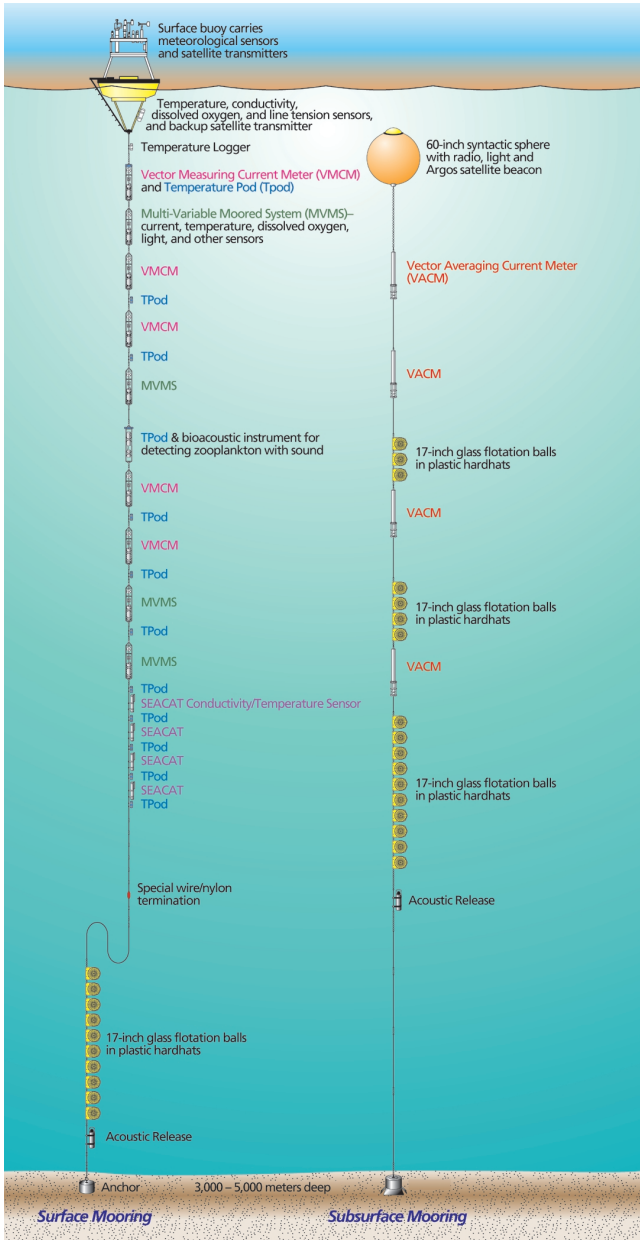 Surface buoy carries
meteorological sensors
and satellite transmitters
Temperature, conductivity,
dissolved oxygen, and line tension sensors,
and backup satellite transmitter
Temperature Logger
Vector Measuring Current Meter (VMCM)
and Temperature Pod (Tpod)
Multi-Variable Moored System (MVMS)–
current, temperature, dissolved oxygen,
light, and other sensors
VMCM
TPod
VMCM
TPod
MVMS
TPod & bioacoustic instrument for
detecting zooplankton with sound
VMCM
TPod
VMCM
TPod
MVMS
TPod
MVMS
TPod
SEACAT Conductivity/Temperature Sensor
TPod
SEACAT
TPod
SEACAT
TPod
SEACAT
TPod
Special wire/nylon
termination
17-inch glass flotation balls
in plastic hardhats
Acoustic Release
Anchor
Surface Mooring
60-inch syntactic sphere
with radio, light and
Argos satellite beacon
Vector Averaging Current Meter
(VACM)
VACM
17-inch glass flotation balls
in plastic hardhats
VACM
17-inch glass flotation balls
in plastic hardhats
VACM
17-inch glass flotation balls
in plastic hardhats
Acoustic Release
3,000 – 5,000 meters deep
Subsurface Mooring